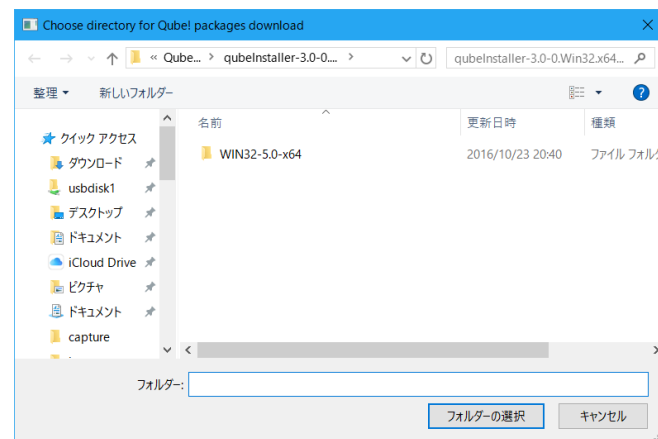 Choose directory for Qube! packages download
« Qube... > qubeInstaller-3.0-0.... >
qubeInstaller-3.0-0.Win32.x64...
整理 新しいフォルダー
名前 更新日時 種類
クイック アクセス
WIN32-5.0-x64 2016/10/23 20:40 ファイル フォルダ
ダウンロード
usbdisk1
デスクトップ
ドキュメント
iCloud Drive
ピクチャ
ドキュメント
capture
フォルダー:
フォルダーの選択 キャンセル